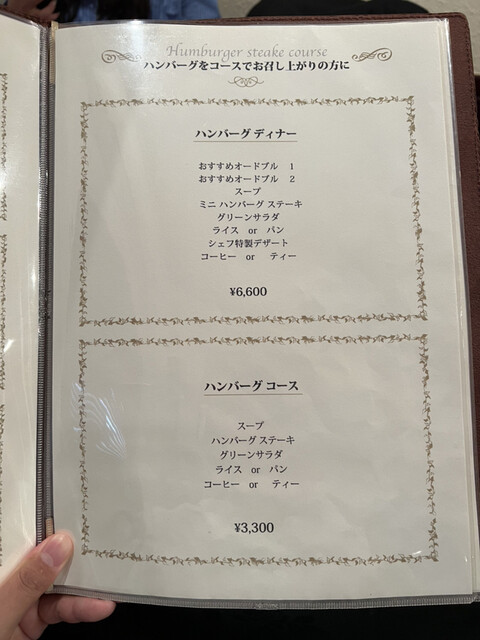 Humburger steake course
ハンバーグをコースでお召し上がりの方に
ハンバーグ ディナー
おすすめオードブル 1
おすすめオードブル 2
スープ
ミニ ハンバーグ ステーキ
グリーンサラダ
ライス or パン
シェフ特製デザート
コーヒー or ティー
¥6,600
ハンバーグ コース
スープ
ハンバーグ ステーキ
グリーンサラダ
ライス or パン
コーヒー or ティー
¥3,300